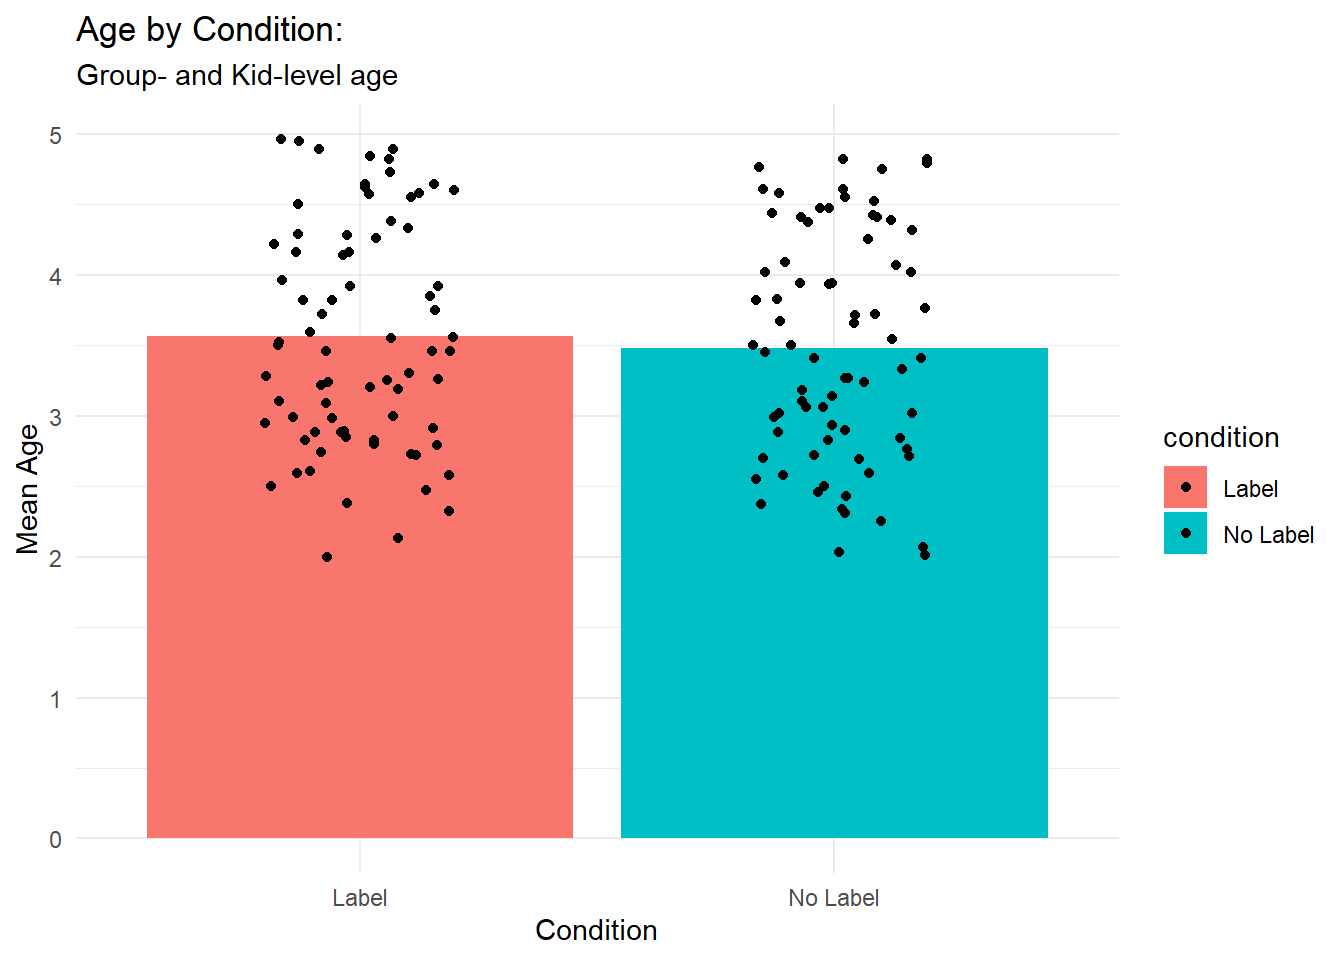 Age by Condition:
Group- and Kid-level age
5
4
3
2
1
0
Mean Age
Label
No Label
Condition
condition
Label
No Label